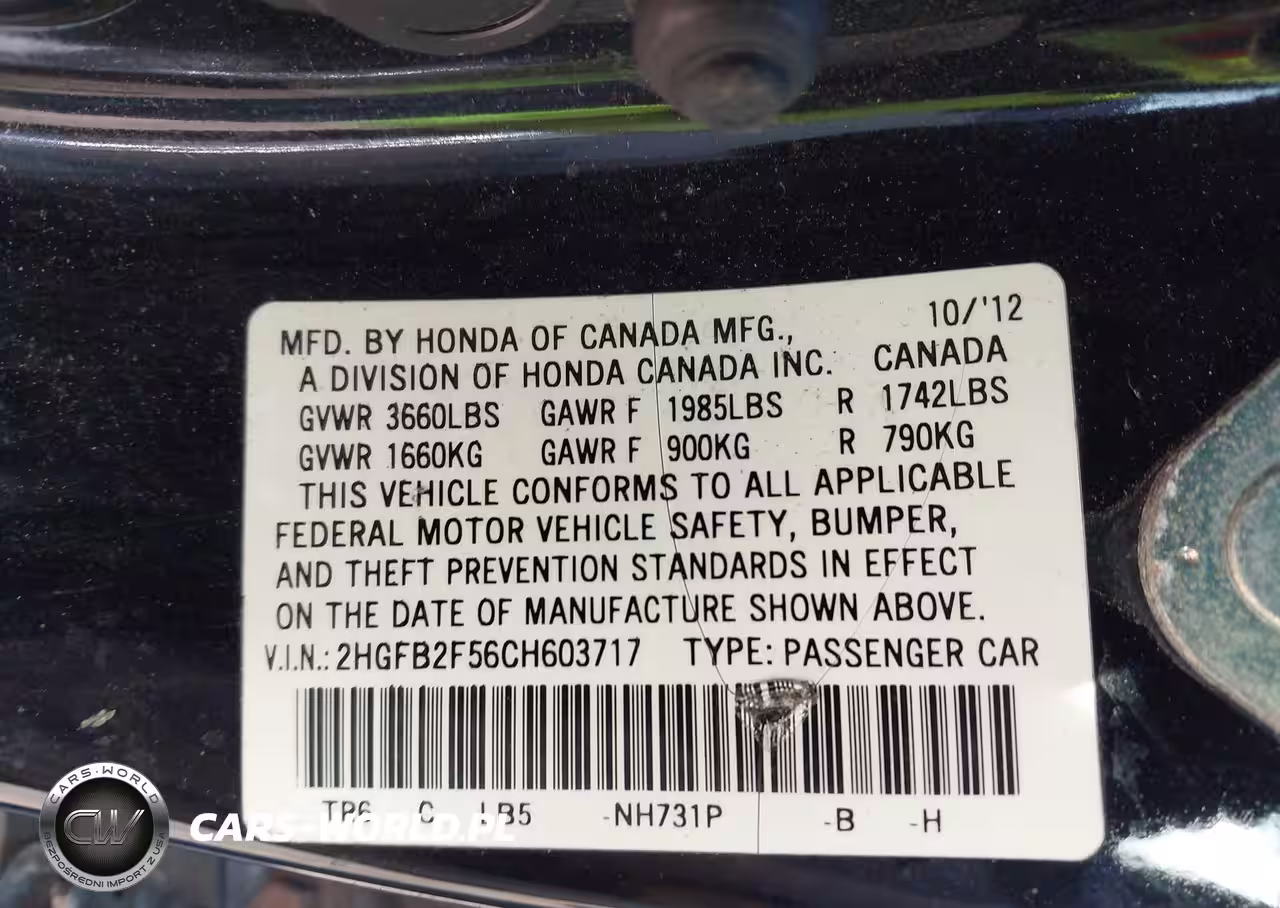 10/'12
MFD. BY HONDA OF CANADA MFG.,
A DIVISION OF HONDA CANADA INC. CANADA
GVWR 3660LBS GAWR F 1985LBS R 1742LBS
GVWR 1660KG GAWR F 900KG R 790KG
THIS VEHICLE CONFORMS TO ALL APPLICABLE
FEDERAL MOTOR VEHICLE SAFETY, BUMPER,
AND THEFT PREVENTION STANDARDS IN EFFECT
ON THE DATE OF MANUFACTURE SHOWN ABOVE.
V.I.N.: 2HGFB2F56CH603717 TYPE: PASSENGER CAR
C -NH731P -B -H
CARS-WORLD
CW
BEZPOŚREDNI IMPORT Z USA
CARS-WORLD.PL